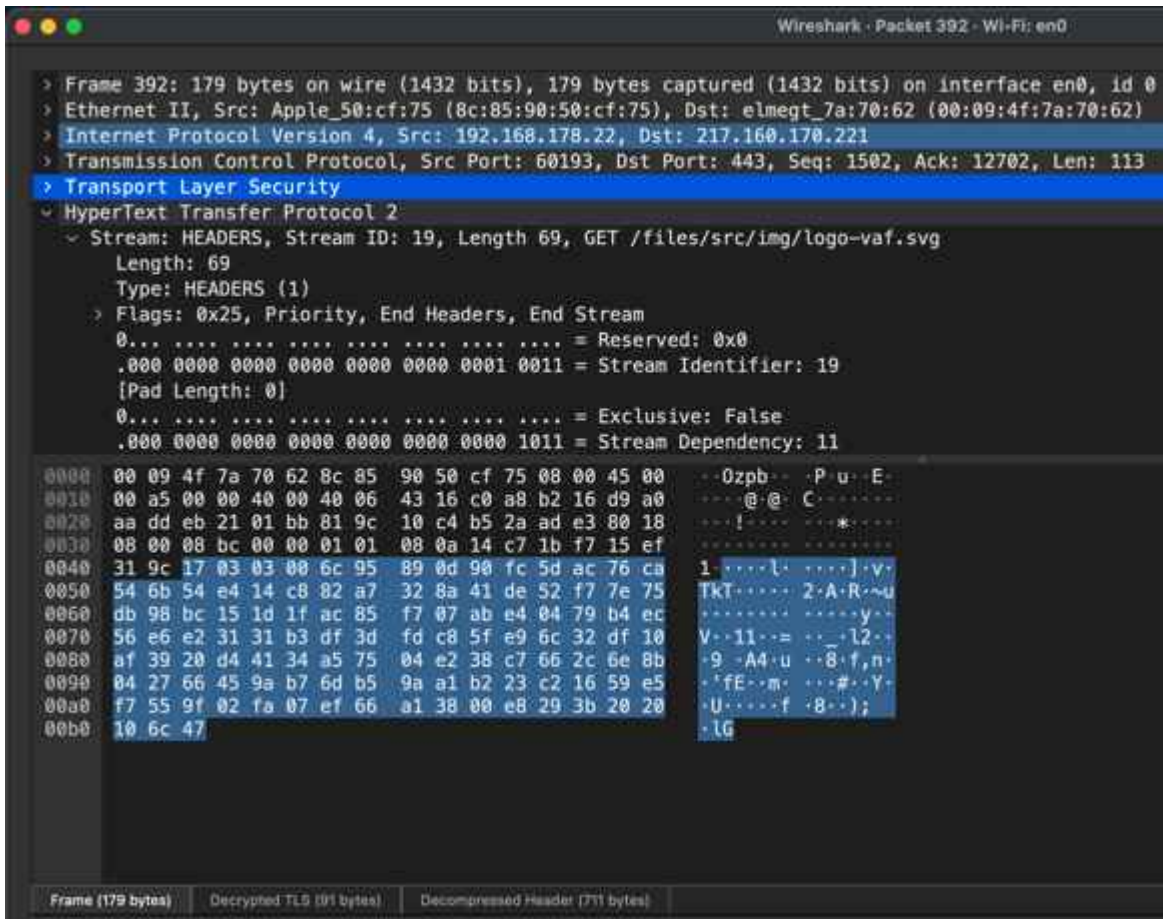 Wireshark · Packet 392 · Wi-Fi: en0
> Frame 392: 179 bytes on wire (1432 bits), 179 bytes captured (1432 bits) on interface en0, id 0
> Ethernet II, Src: Apple_50:cf:75 (8c:85:90:50:cf:75), Dst: elmegt_7a:70:62 (00:09:4f:7a:70:62)
> Internet Protocol Version 4, Src: 192.168.178.22, Dst: 217.160.170.221
> Transmission Control Protocol, Src Port: 60193, Dst Port: 443, Seq: 1502, Ack: 12702, Len: 113
> Transport Layer Security
HyperText Transfer Protocol 2
Stream: HEADERS, Stream ID: 19, Length 69, GET /files/src/img/logo-vaf.svg
Length: 69
Type: HEADERS (1)
> Flags: 0x25, Priority, End Headers, End Stream
0... .... .... .... .... .... .... .... = Reserved: 0x0
.000 0000 0000 0000 0000 0000 0001 0011 = Stream Identifier: 19
[Pad Length: 0]
0... .... .... .... .... .... .... .... = Exclusive: False
.000 0000 0000 0000 0000 0000 0000 1011 = Stream Dependency: 11
0000 00 09 4f 7a 70 62 8c 85 90 50 cf 75 08 00 45 00 ··Ozpb·· ·P·u··E·
0010 00 a5 00 00 40 00 40 06 43 16 c0 a8 b2 16 d9 a0 ····@·@· C·······
0020 aa dd eb 21 01 bb 81 9c 10 c4 b5 2a ad e3 80 18 ···!···· ···*····
0030 08 00 08 bc 00 00 01 01 08 0a 14 c7 1b f7 15 ef ········ ········
0040 31 9c 17 03 03 00 6c 95 89 0d 90 fc 5d ac 76 ca 1·····l· ····]·v·
0050 54 6b 54 e4 14 c8 82 a7 32 8a 41 de 52 f7 7e 75 TkT····· 2·A·R·~u
0060 db 98 bc 15 1d 1f ac 85 f7 07 ab e4 04 79 b4 ec ········ ·····y··
0070 56 e6 e2 31 31 b3 df 3d fd c8 5f e9 6c 32 df 10 V··11··= ··_·l2··
0080 af 39 20 d4 41 34 a5 75 04 e2 38 c7 66 2c 6e 8b ·9 ·A4·u ··8·f,n·
0090 04 27 66 45 9a b7 6d b5 9a a1 b2 23 c2 16 59 e5 ·'fE··m· ···#··Y·
00a0 f7 55 9f 02 fa 07 ef 66 a1 38 00 e8 29 3b 20 20 ·U·····f ·8··);
00b0 10 6c 47 ·lG
Frame (179 bytes) Decrypted TLS (91 bytes) Decompressed Header (711 bytes)